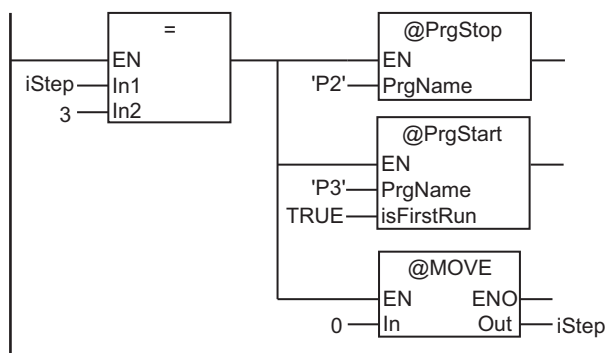 = @PrgStop
EN EN
iStep In1 'P2' PrgName
3 In2
@PrgStart
EN
'P3' PrgName
TRUE isFirstRun
@MOVE
EN ENO
0 In Out iStep